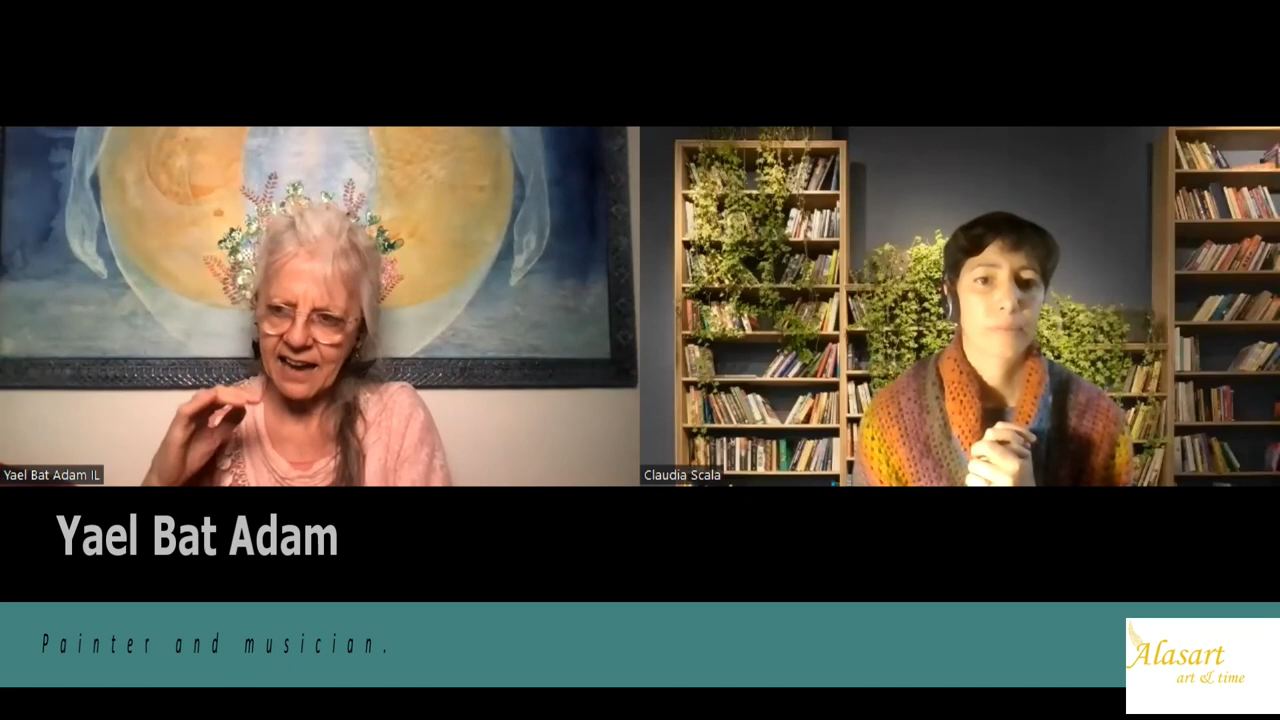 Yael Bat Adam IL
Claudia Scala
Yael Bat Adam
Painter and musician.
Alasart
art & time